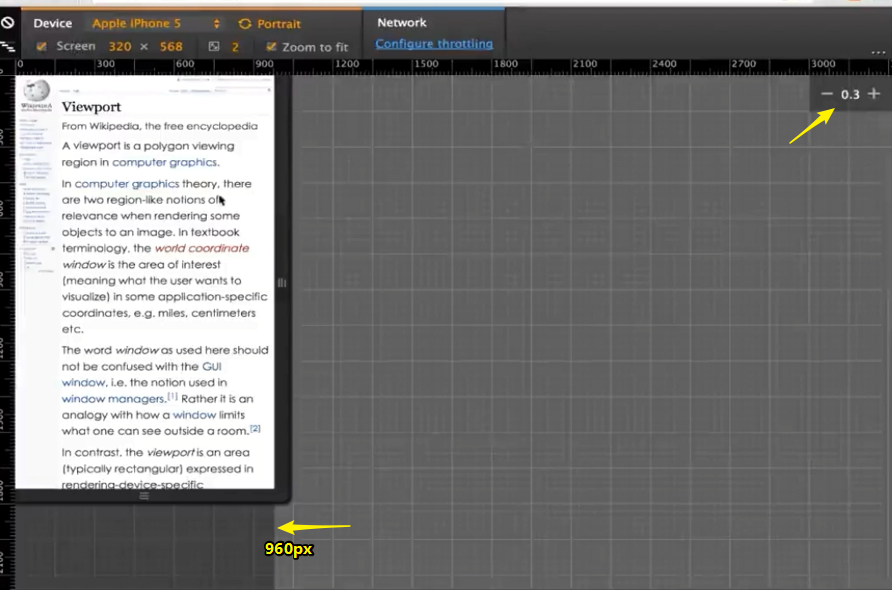 Device Apple iPhone 5 Portrait
Screen 320 × 568 2 Zoom to fit
Network
Configure throttling
...
0 300 600 900 1200 1500 1800 2100 2400 2700 3000
− 0.3 +
Viewport
From Wikipedia, the free encyclopedia
A viewport is a polygon viewing
region in computer graphics.
In computer graphics theory, there
are two region-like notions of
relevance when rendering some
objects to an image. In textbook
terminology, the world coordinate
window is the area of interest
(meaning what the user wants to
visualize) in some application-specific
coordinates, e.g. miles, centimeters
etc.
The word window as used here should
not be confused with the GUI
window, i.e. the notion used in
window managers.[1] Rather it is an
analogy with how a window limits
what one can see outside a room.[2]
In contrast, the viewport is an area
(typically rectangular) expressed in
rendering-device-specific
960px